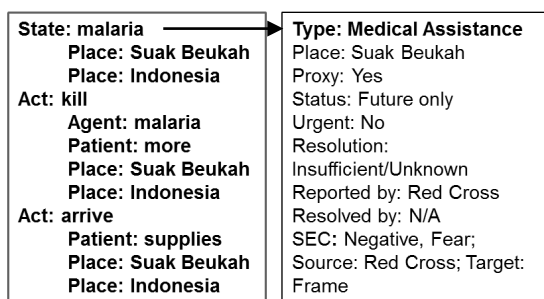 State: malaria
Place: Suak Beukah
Place: Indonesia
Act: kill
Agent: malaria
Patient: more
Place: Suak Beukah
Place: Indonesia
Act: arrive
Patient: supplies
Place: Suak Beukah
Place: Indonesia
Type: Medical Assistance
Place: Suak Beukah
Proxy: Yes
Status: Future only
Urgent: No
Resolution:
Insufficient/Unknown
Reported by: Red Cross
Resolved by: N/A
SEC: Negative, Fear;
Source: Red Cross; Target:
Frame